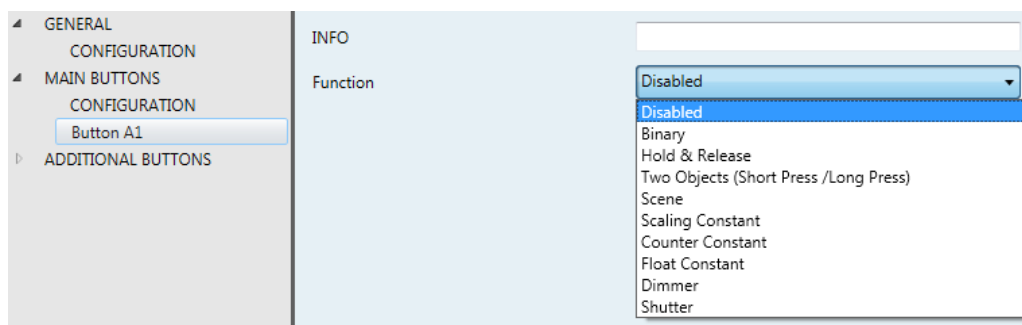 GENERAL
CONFIGURATION
MAIN BUTTONS
CONFIGURATION
Button A1
ADDITIONAL BUTTONS
INFO
Function
Disabled
Disabled
Binary
Hold & Release
Two Objects (Short Press /Long Press)
Scene
Scaling Constant
Counter Constant
Float Constant
Dimmer
Shutter